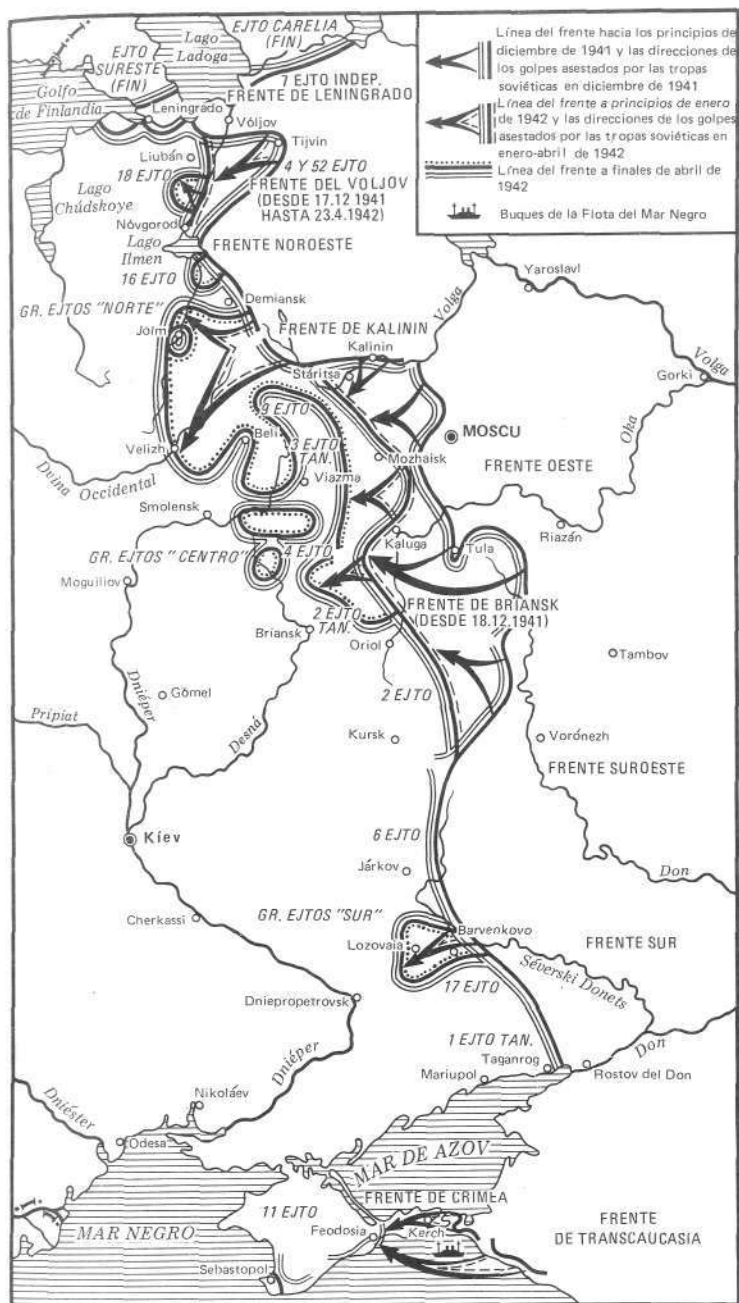 EJTO CARELIA
(FIN)
Lago
Ladoga
EJTO
SURESTE
(FIN)
Golfo
de Finlandia
7 EJTO INDEP.
FRENTE DE LENINGRADO
Leningrado
Vóljov
Tijvín
Liubán
18 EJTO
4 Y 52 EJTO
FRENTE DEL VOLJOV
(DESDE 17.12 1941
HASTA 23.4.1942)
Lago
Chúdskoye
Nóvgorod
Lago
Ilmen
FRENTE NOROESTE
16 EJTO
Demiansk
GR. EJTOS "NORTE"
Jolm
FRENTE DE KALININ
Kalinin
Stáritsa
Volga
Yaroslavl
Volga
Gorki
9 EJTO
Beli
3 EJTO
TAN.
Velizh
Viazma
Mozhaisk
MOSCU
Oka
FRENTE OESTE
Dvina Occidental
Smolensk
Kaluga
Tula
Riazán
GR. EJTOS "CENTRO"
4 EJTO
Moguiliov
2 EJTO
TAN.
FRENTE DE BRIANSK
(DESDE 18.12.1941)
Briansk
Oriol
Tambov
Dniéper
Gómel
2 EJTO
Prípiat
Desná
Kursk
Vorónezh
FRENTE SUROESTE
Kíev
6 EJTO
Járkov
Don
Cherkassi
GR. EJTOS "SUR"
Barvenkovo
Lozovaia
FRENTE SUR
Séverski Donets
17 EJTO
Dniepropetrovsk
1 EJTO TAN.
Taganrog
Don
Mariupol
Rostov del Don
Dniéper
Dniéster
Nikoláev
Odesa
MAR DE AZOV
FRENTE DE CRIMEA
11 EJTO
Feodosia
Kerch
FRENTE
DE TRANSCAUCASIA
MAR NEGRO
Sebastopol
Línea del frente hacia los principios de
diciembre de 1941 y las direcciones de
los golpes asestados por las tropas
soviéticas en diciembre de 1941
Línea del frente a principios de enero
de 1942 y las direcciones de los golpes
asestados por las tropas soviéticas en
enero-abril de 1942
Línea del frente a finales de abril de
1942
Buques de la Flota del Mar Negro